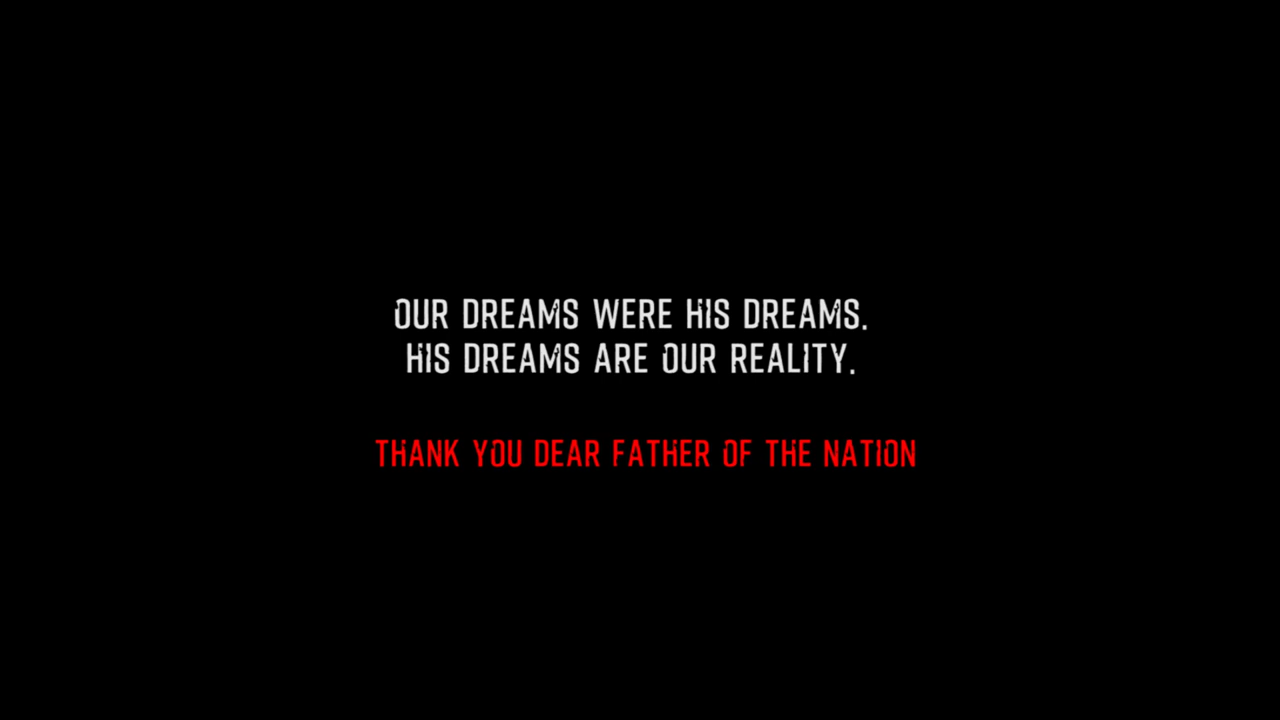 OUR DREAMS WERE HIS DREAMS.
HIS DREAMS ARE OUR REALITY.
THANK YOU DEAR FATHER OF THE NATION